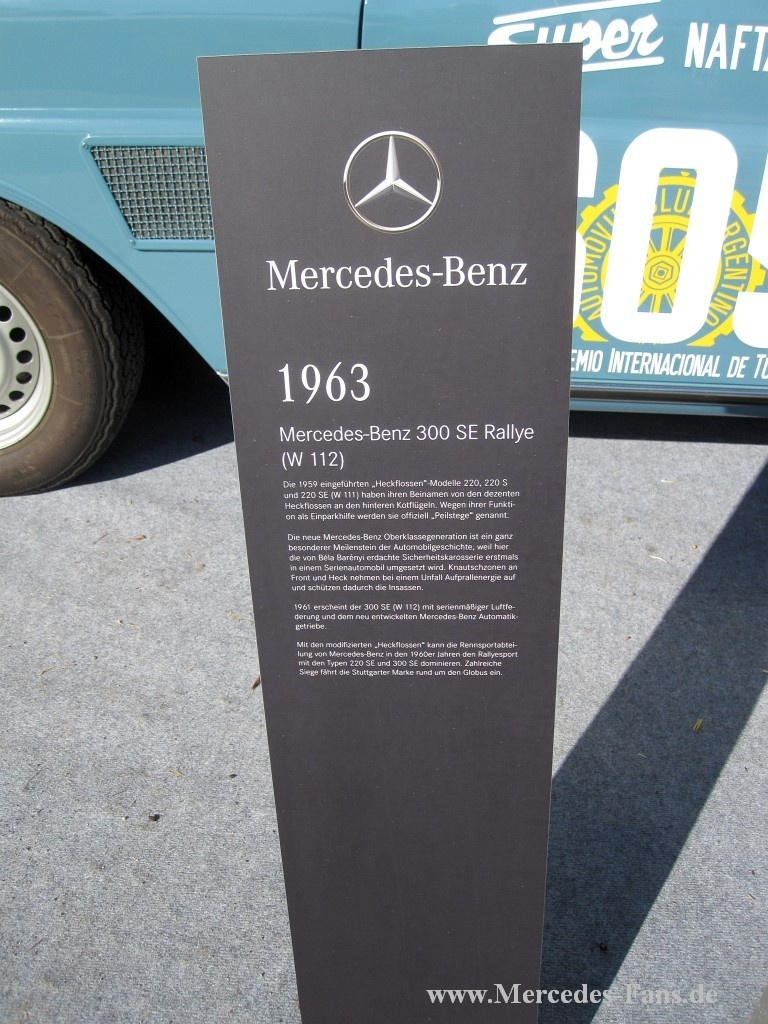 Super NAFTA
AUTOMOVIL CLUB ARGENTINO
EMIO INTERNACIONAL DE TU
Mercedes-Benz
1963
Mercedes-Benz 300 SE Rallye
(W 112)
Die 1959 eingeführten „Heckflossen“-Modelle 220, 220 S
und 220 SE (W 111) haben ihren Beinamen von den dezenten
Heckflossen an den hinteren Kotflügeln. Wegen ihrer Funkti-
on als Einparkhilfe werden sie offiziell „Peilstege“ genannt.
Die neue Mercedes-Benz Oberklassegeneration ist ein ganz
besonderer Meilenstein der Automobilgeschichte, weil hier
die von Béla Barényi erdachte Sicherheitskarosserie erstmals
in einem Serienautomobil umgesetzt wird. Knautschzonen an
Front und Heck nehmen bei einem Unfall Aufprallenergie auf
und schützen dadurch die Insassen.
1961 erscheint der 300 SE (W 112) mit serienmäßiger Luftfe-
derung und dem neu entwickelten Mercedes-Benz Automatik-
getriebe.
Mit den modifizierten „Heckflossen“ kann die Rennsportabtei-
lung von Mercedes-Benz in den 1960er Jahren den Rallyesport
mit den Typen 220 SE und 300 SE dominieren. Zahlreiche
Siege fährt die Stuttgarter Marke rund um den Globus ein.
www.Mercedes-Fans.de